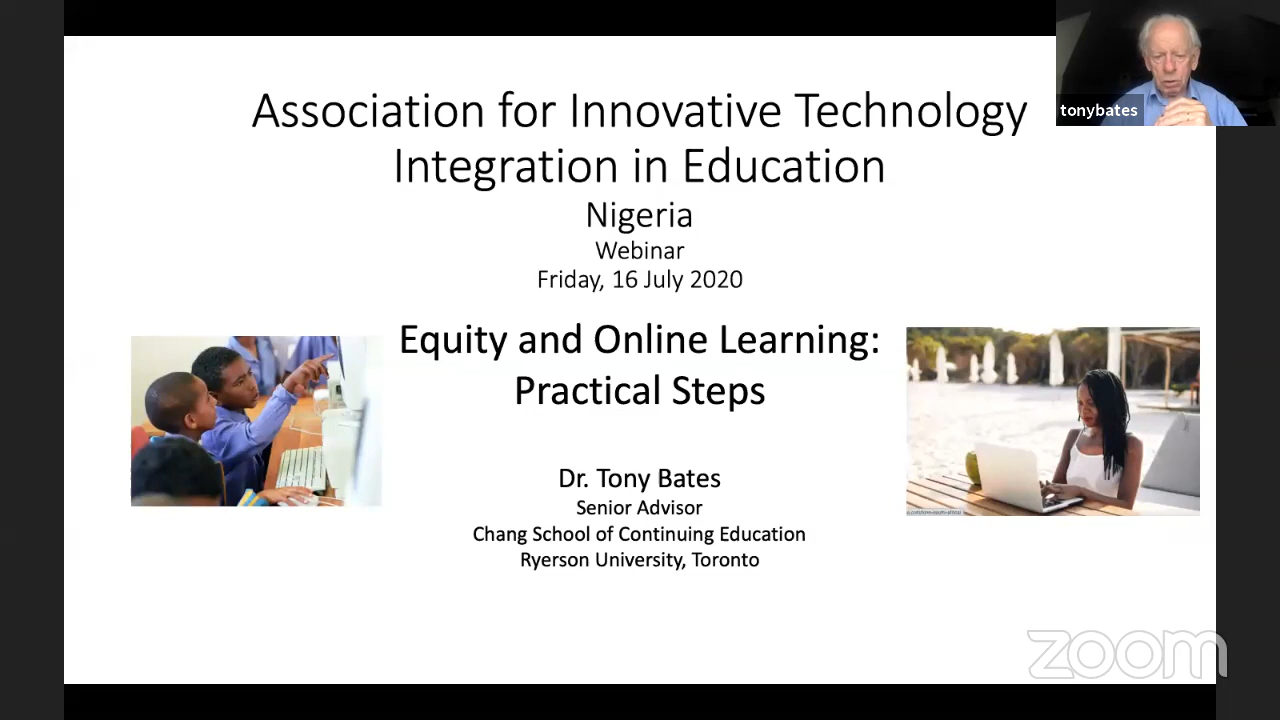 Association for Innovative Technology
Integration in Education
Nigeria
Webinar
Friday, 16 July 2020
Equity and Online Learning:
Practical Steps
Dr. Tony Bates
Senior Advisor
Chang School of Continuing Education
Ryerson University, Toronto
tonybates
zoom